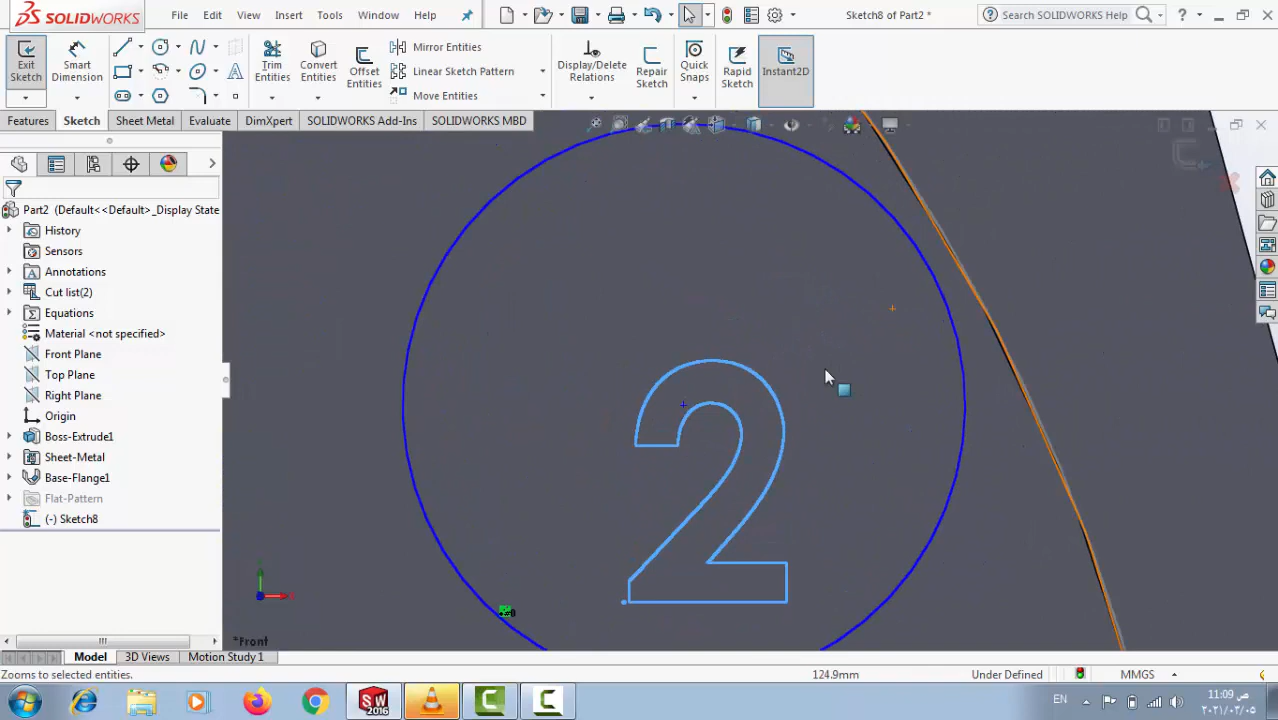 SOLIDWORKS File Edit View Insert Tools Window Help Sketch8 of Part2 * Search SOLIDWORKS Help ?
Exit Sketch
Smart Dimension
Trim Entities
Convert Entities
Offset Entities
Mirror Entities
Linear Sketch Pattern
Move Entities
Display/Delete Relations
Repair Sketch
Quick Snaps
Rapid Sketch
Instant2D
Features Sketch Sheet Metal Evaluate DimXpert SOLIDWORKS Add-Ins SOLIDWORKS MBD
Part2 (Default<<Default>_Display State
History
Sensors
Annotations
Cut list(2)
Equations
Material <not specified>
Front Plane
Top Plane
Right Plane
Origin
Boss-Extrude1
Sheet-Metal
Base-Flange1
Flat-Pattern
(-) Sketch8
2
*Front
Model 3D Views Motion Study 1
Zooms to selected entities. 124.9mm Under Defined MMGS
SW 2016
EN
11:09 ص
٢٠٢١/٠٣/٠٥